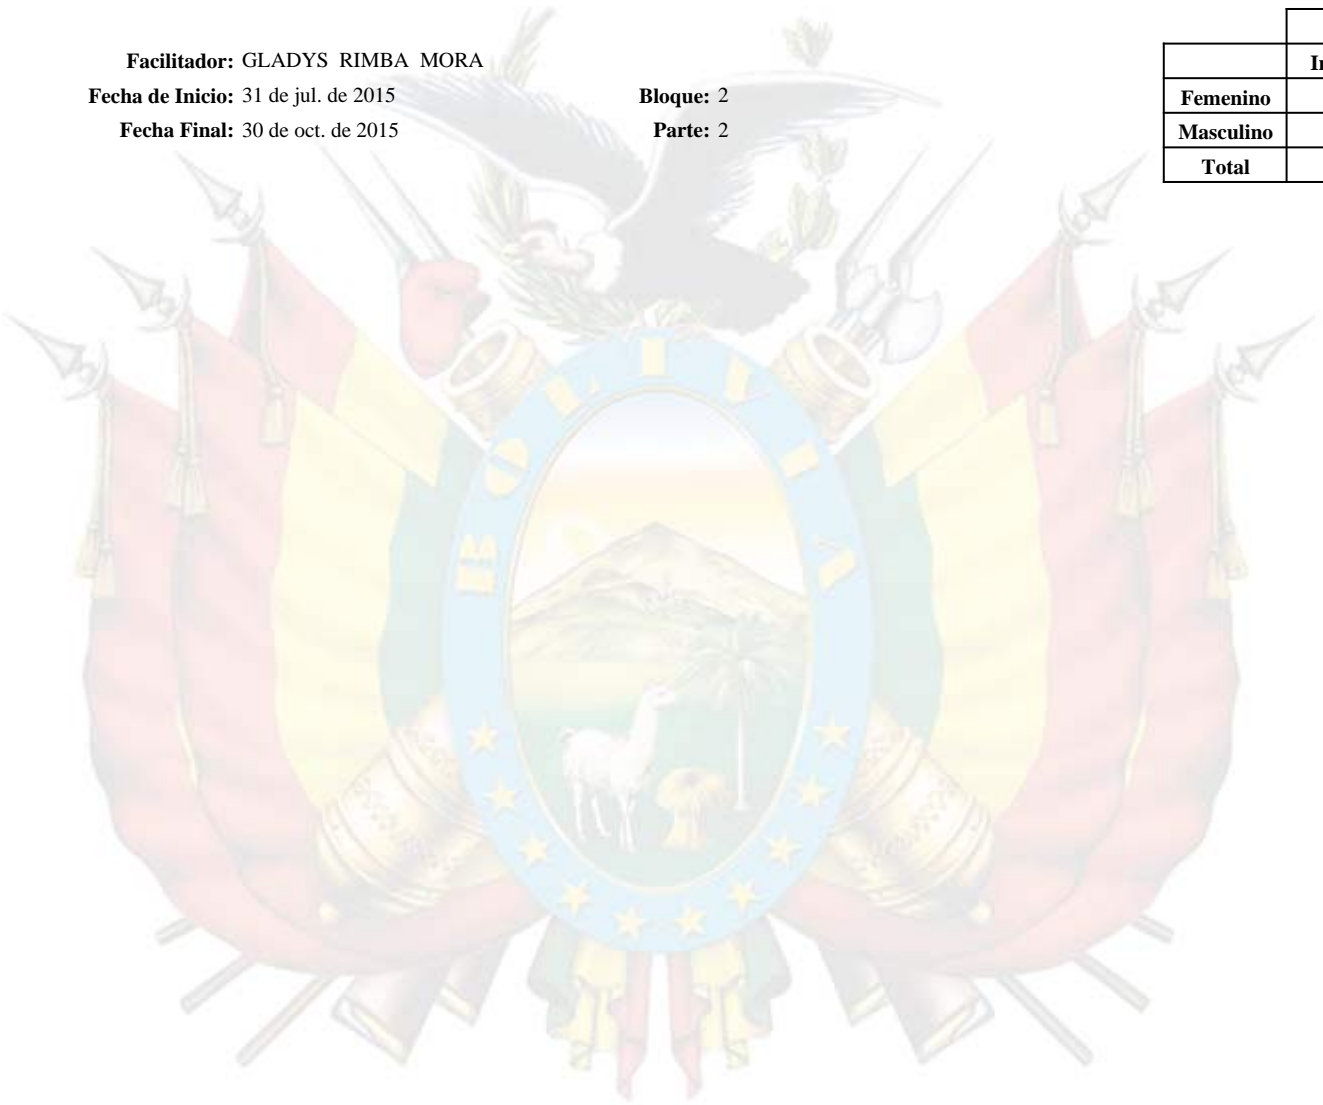 Facilitador: GLADYS RIMBA MORA
Fecha de Inicio: 31 de jul. de 2015 Bloque: 2
Fecha Final: 30 de oct. de 2015 Parte: 2
Femenino
Masculino
Total
BOLIVIA